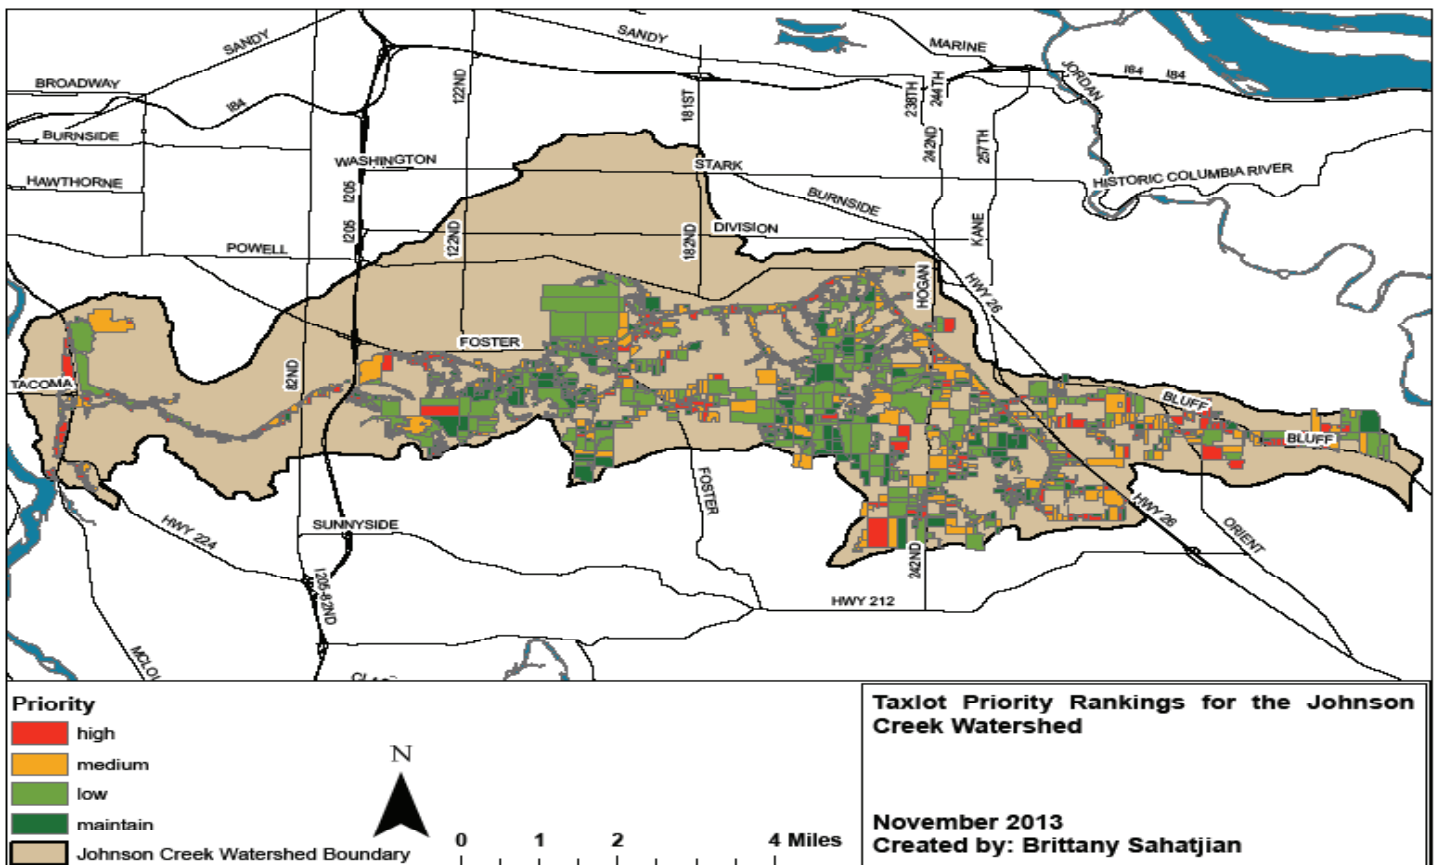 SANDY
SANDY
MARINE
JORDAN
I84
I84
BROADWAY
I84
122ND
181ST
238TH
244TH
BURNSIDE
WASHINGTON
STARK
242ND
257TH
HISTORIC COLUMBIA RIVER
HAWTHORNE
I205
BURNSIDE
I205
122ND
182ND
DIVISION
KANE
POWELL
HOGAN
HWY 26
FOSTER
82ND
TACOMA
BLUFF
BLUFF
FOSTER
HWY 26
ORIENT
HWY 224
SUNNYSIDE
242ND
I205-82ND
HWY 212
Priority
high
medium
low
maintain
Johnson Creek Watershed Boundary
N
0 1 2 4 Miles
Taxlot Priority Rankings for the Johnson
Creek Watershed
November 2013
Created by: Brittany Sahatjian